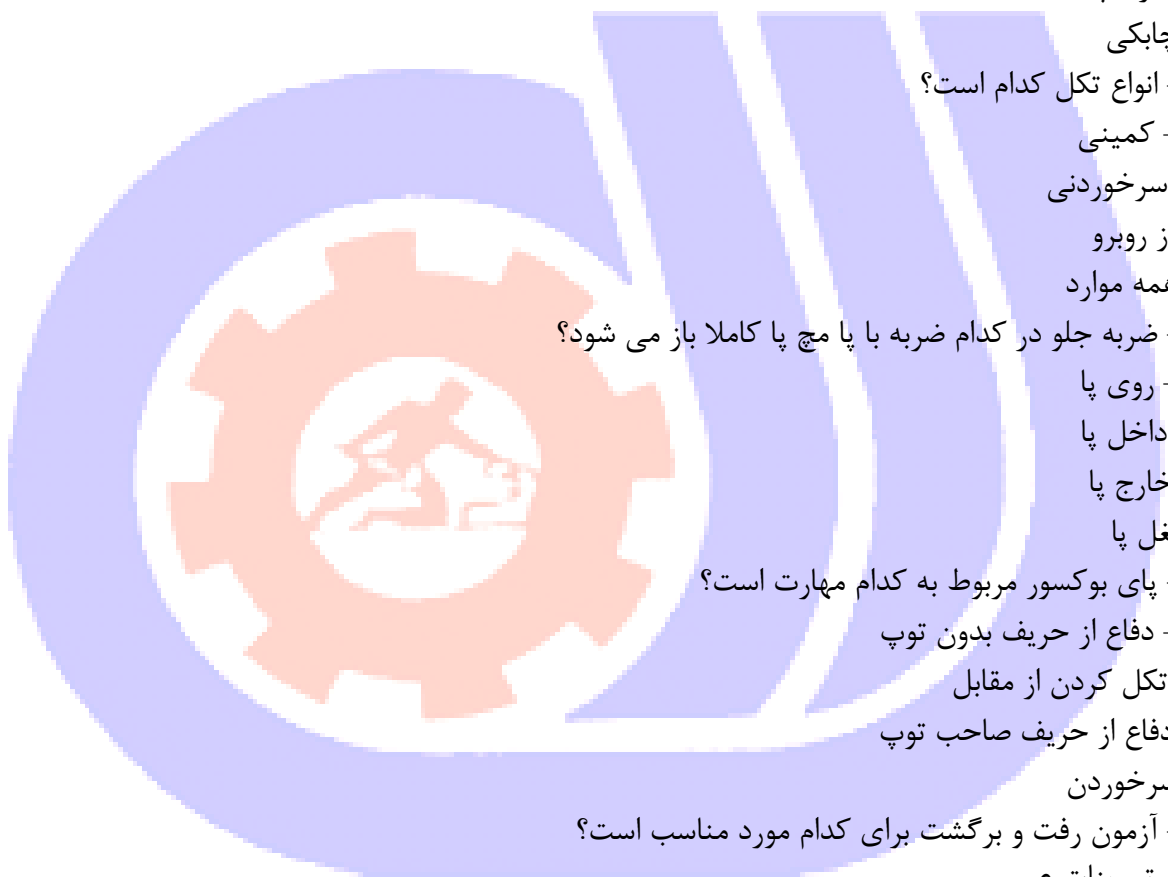 چابکی
- انواع تکل کدام است؟
- کمینی
سرخوردنی
ز روبرو
همه موارد
- ضربه جلو در کدام ضربه با پا مچ پا کاملا باز می شود؟
- روی پا
داخل پا
خارج پا
بغل پا
- پای بوکسور مربوط به کدام مهارت است؟
- دفاع از حریف بدون توپ
تکل کردن از مقابل
دفاع از حریف صاحب توپ
سرخوردن
- آزمون رفت و برگشت برای کدام مورد مناسب است؟